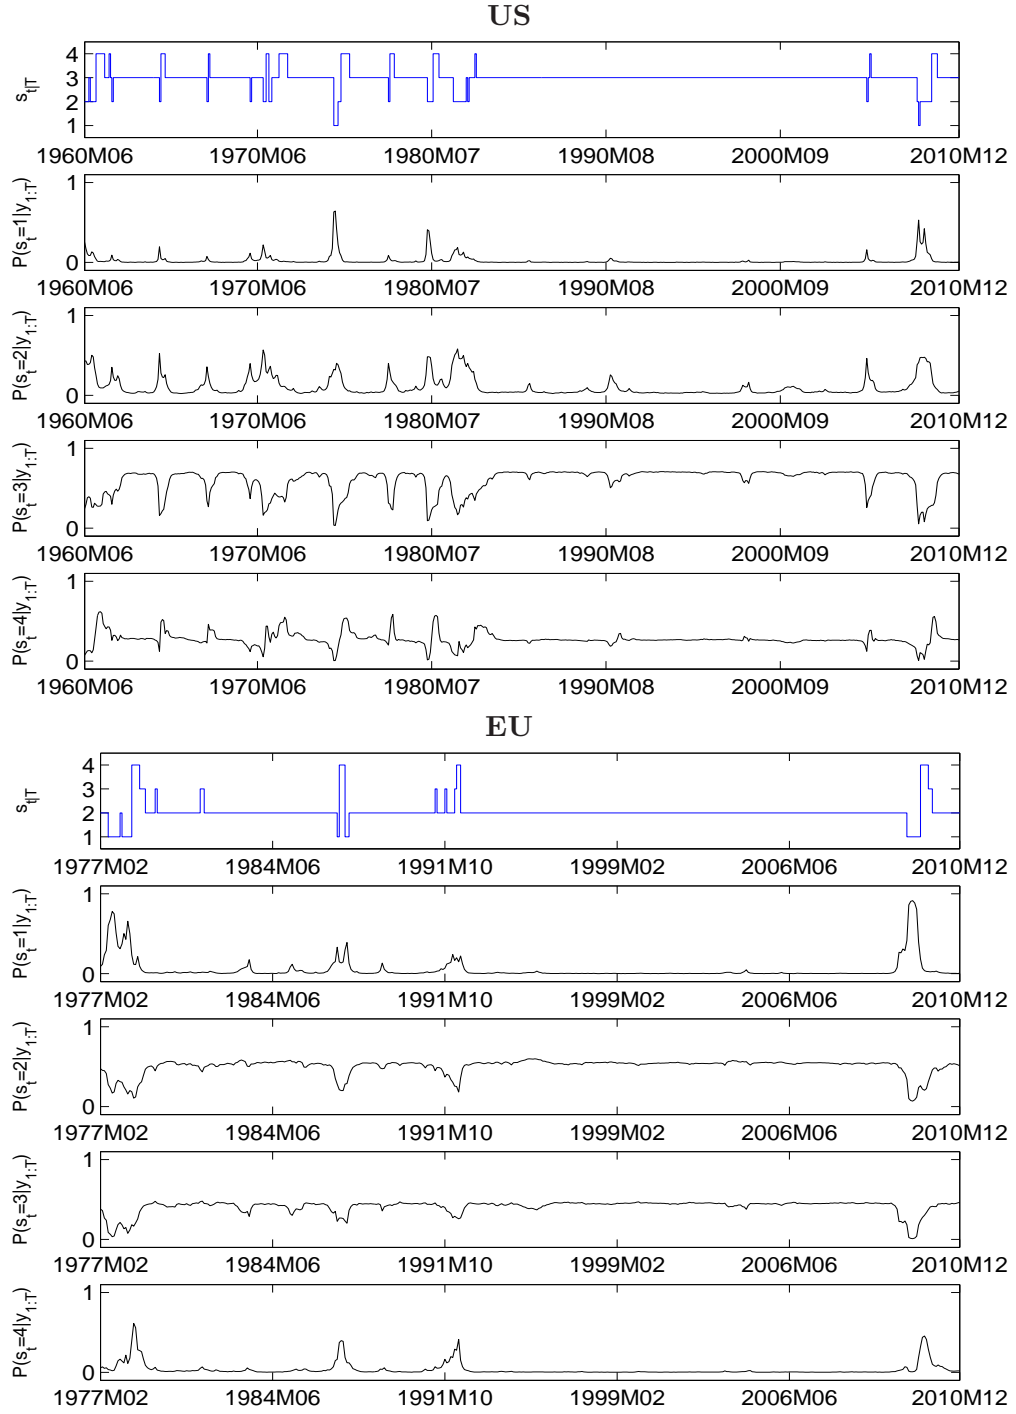 US
s_{t|T}
4
3
2
1
1960M06 1970M06 1980M07 1990M08 2000M09 2010M12
P(s_t=1|y_{1:T})
1
0
1960M06 1970M06 1980M07 1990M08 2000M09 2010M12
P(s_t=2|y_{1:T})
1
0
1960M06 1970M06 1980M07 1990M08 2000M09 2010M12
P(s_t=3|y_{1:T})
1
0
1960M06 1970M06 1980M07 1990M08 2000M09 2010M12
P(s_t=4|y_{1:T})
1
0
1960M06 1970M06 1980M07 1990M08 2000M09 2010M12
EU
s_{t|T}
4
3
2
1
1977M02 1984M06 1991M10 1999M02 2006M06 2010M12
P(s_t=1|y_{1:T})
1
0
1977M02 1984M06 1991M10 1999M02 2006M06 2010M12
P(s_t=2|y_{1:T})
1
0
1977M02 1984M06 1991M10 1999M02 2006M06 2010M12
P(s_t=3|y_{1:T})
1
0
1977M02 1984M06 1991M10 1999M02 2006M06 2010M12
P(s_t=4|y_{1:T})
1
0
1977M02 1984M06 1991M10 1999M02 2006M06 2010M12